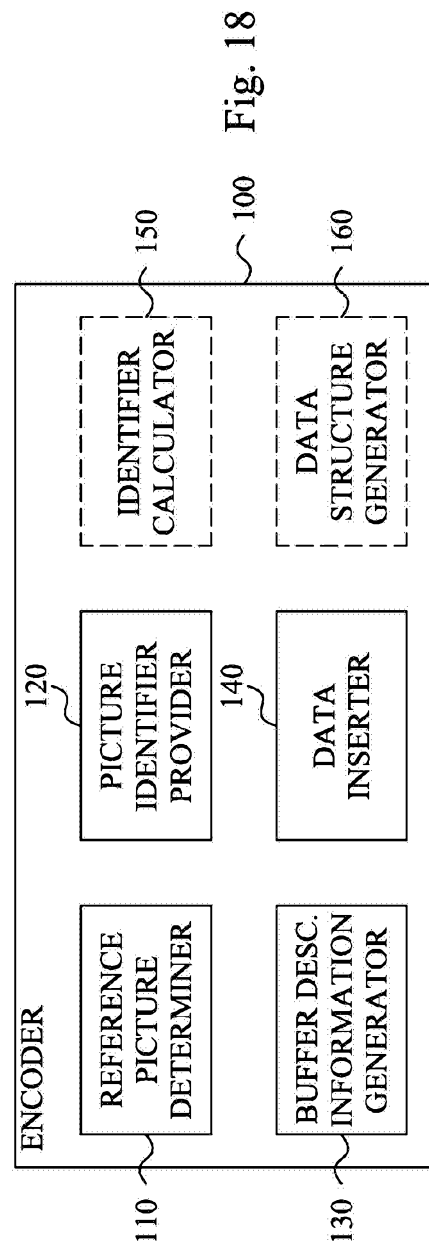 ENCODER
110
REFERENCE
PICTURE
DETERMINER
120
PICTURE
IDENTIFIER
PROVIDER
150
IDENTIFIER
CALCULATOR
100
130
BUFFER DESC.
INFORMATION
GENERATOR
140
DATA
INSERTER
160
DATA
STRUCTURE
GENERATOR
Fig. 18